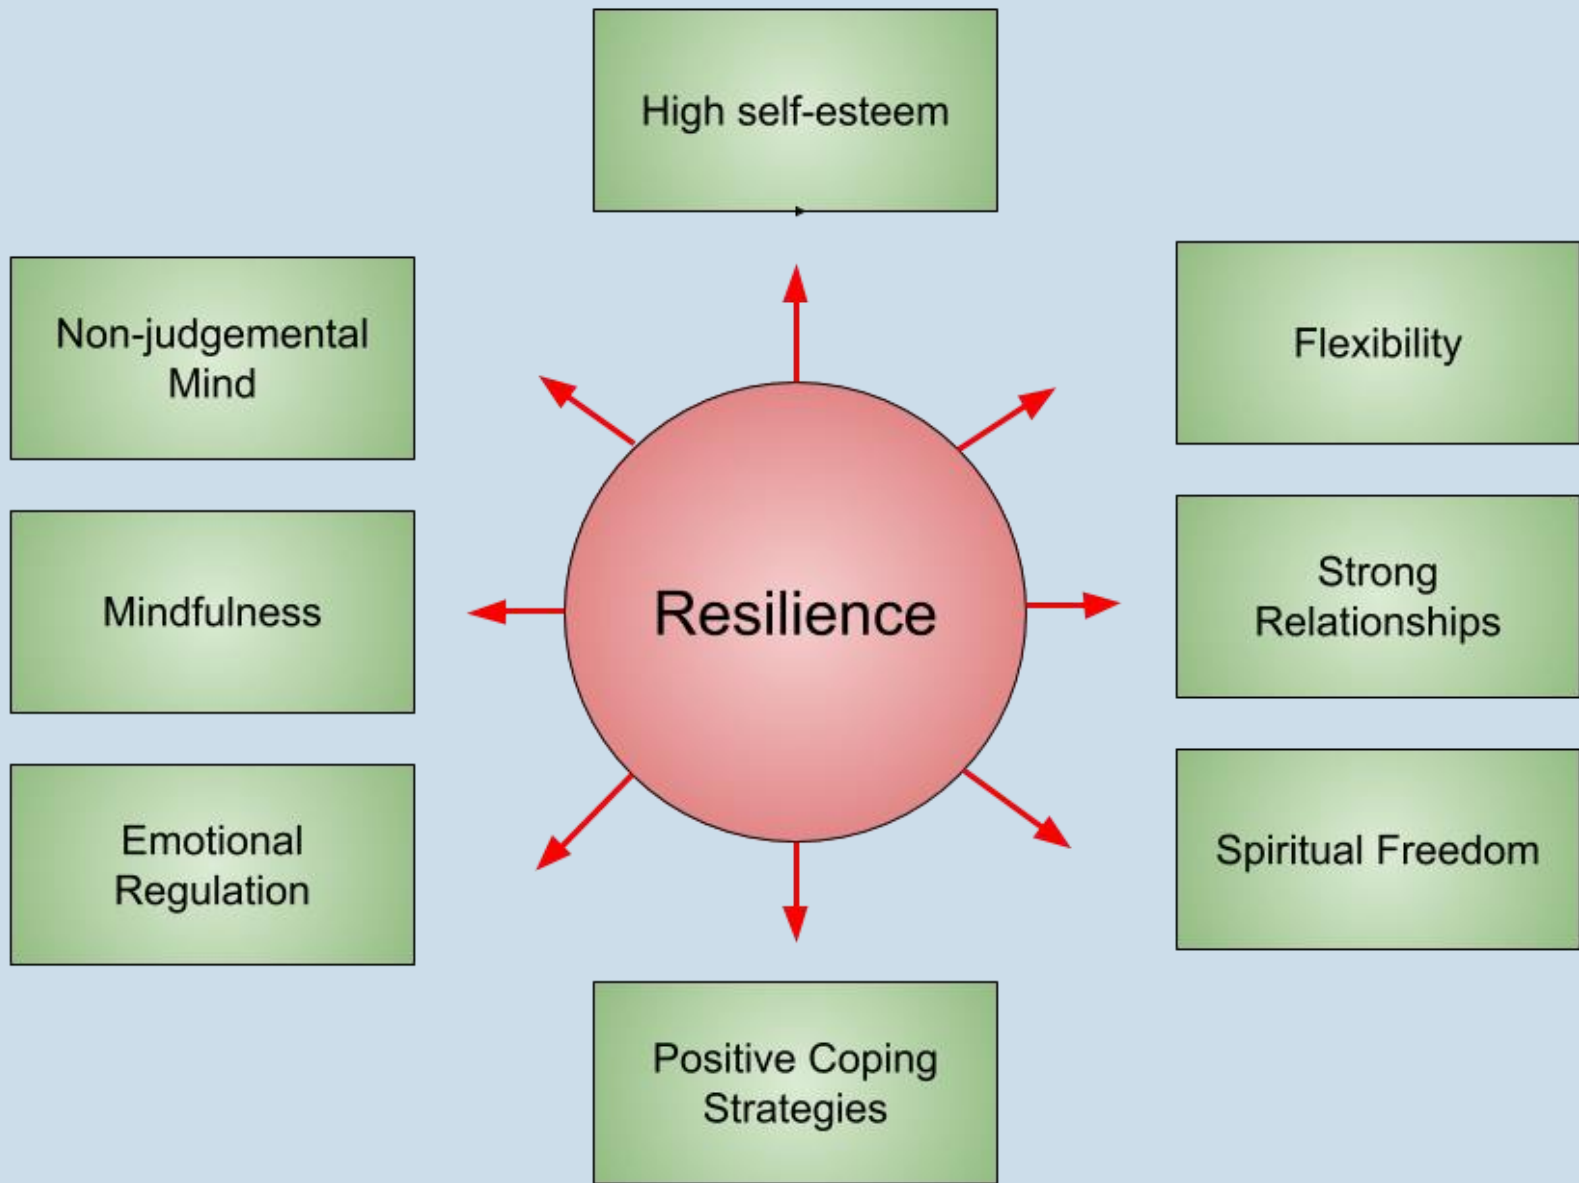 High self-esteem
Non-judgemental
Mind
Flexibility
Mindfulness
Resilience
Strong
Relationships
Emotional
Regulation
Spiritual Freedom
Positive Coping
Strategies